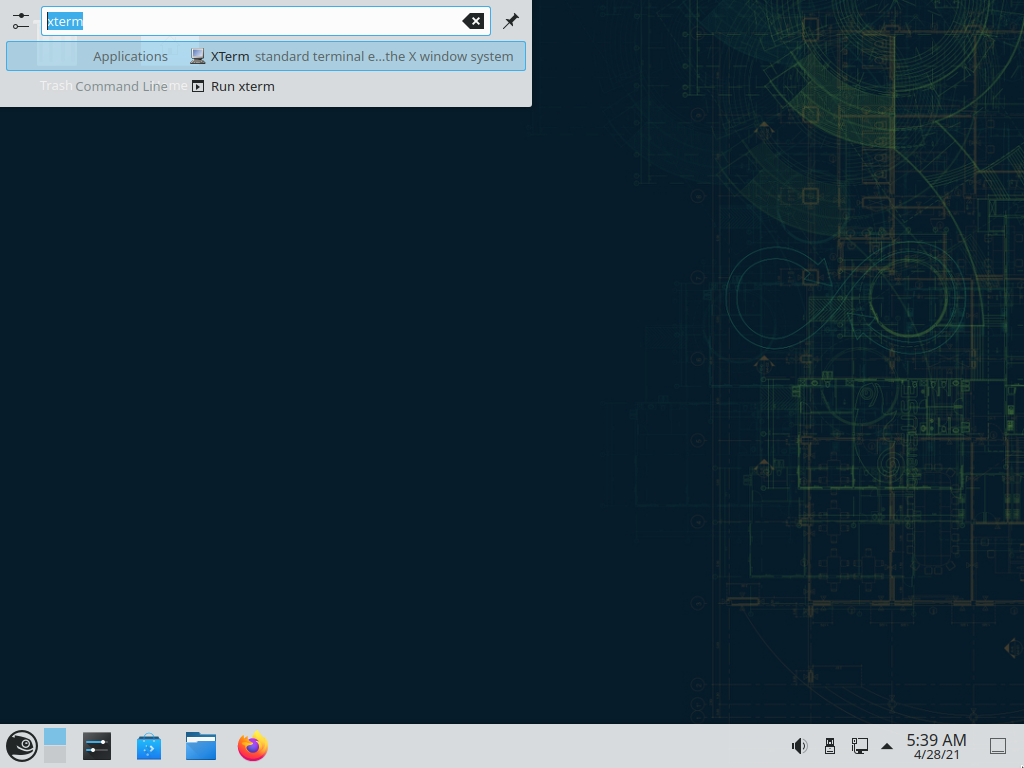 xterm
Applications XTerm standard terminal e...the X window system
Trash Command Line Home Run xterm
5:39 AM
4/28/21